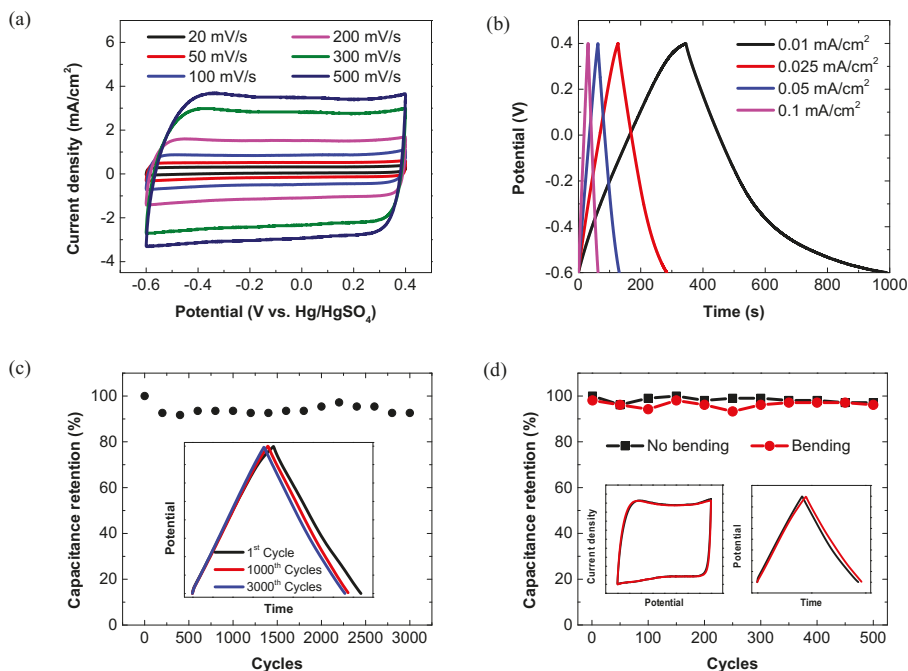 (a)
20 mV/s
200 mV/s
50 mV/s
300 mV/s
100 mV/s
500 mV/s
6
4
2
0
-2
-4
-0.6
-0.4
-0.2
0.0
0.2
0.4
Current density (mA/cm²)
Potential (V vs. Hg/HgSO₄)
(b)
0.01 mA/cm²
0.025 mA/cm²
0.05 mA/cm²
0.1 mA/cm²
0.4
0.0
-0.4
-0.6
0
200
400
600
800
1000
Potential (V)
Time (s)
(c)
100
80
60
40
20
0
0
500
1000
1500
2000
2500
3000
Capacitance retention (%)
Cycles
Potential
1ˢᵗ Cycle
1000ᵗʰ Cycles
3000ᵗʰ Cycles
Time
(d)
100
80
60
40
20
0
0
100
200
300
400
500
Capacitance retention (%)
Cycles
No bending
Bending
Current density
Potential
Potential
Time